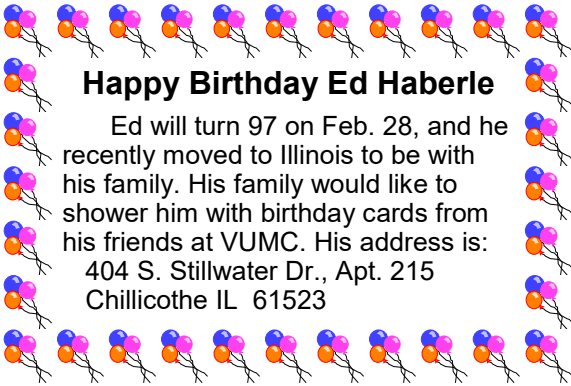 Happy Birthday Ed Haberle
Ed will turn 97 on Feb. 28, and he
recently moved to Illinois to be with
his family. His family would like to
shower him with birthday cards from
his friends at VUMC. His address is:
404 S. Stillwater Dr., Apt. 215
Chillicothe IL  61523